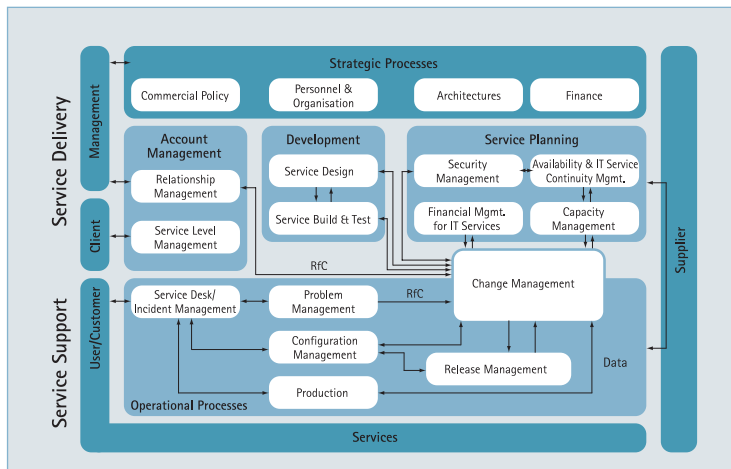 Service Delivery
Management
Strategic Processes
Commercial Policy
Personnel &
Organisation
Architectures
Finance
Account
Management
Relationship
Management
Service Level
Management
Development
Service Design
Service Build & Test
Service Planning
Security
Management
Availability & IT Service
Continuity Mgmt.
Financial Mgmt.
for IT Services
Capacity
Management
Client
Supplier
RfC
Service Support
User/Customer
Service Desk/
Incident Management
Problem
Management
RfC
Change Management
Configuration
Management
Release Management
Data
Production
Operational Processes
Services